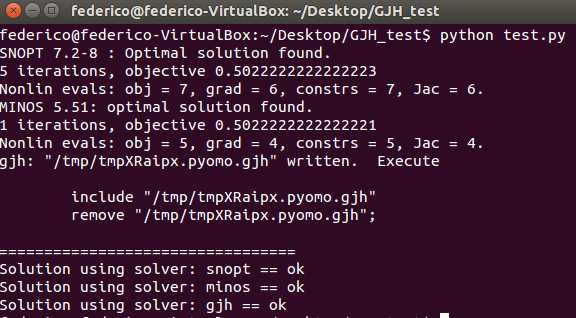 federico@federico-VirtualBox: ~/Desktop/GJH_test
federico@federico-VirtualBox:~/Desktop/GJH_test$ python test.py
SNOPT 7.2-8 : Optimal solution found.
5 iterations, objective 0.5022222222222223
Nonlin evals: obj = 7, grad = 6, constrs = 7, Jac = 6.
MINOS 5.51: optimal solution found.
1 iterations, objective 0.5022222222222221
Nonlin evals: obj = 5, grad = 4, constrs = 5, Jac = 4.
gjh: "/tmp/tmpXRaipx.pyomo.gjh" written.  Execute
include "/tmp/tmpXRaipx.pyomo.gjh"
remove "/tmp/tmpXRaipx.pyomo.gjh";
==================================
Solution using solver: snopt == ok
Solution using solver: minos == ok
Solution using solver: gjh == ok